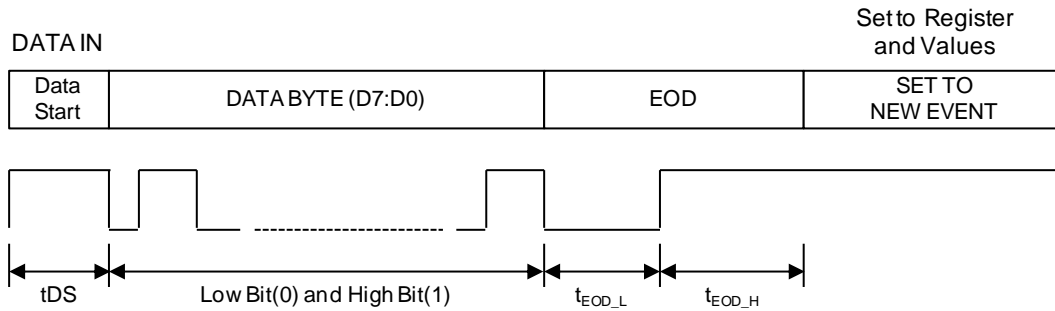 Set to Register
DATA IN
and Values
Data
Start
DATA BYTE (D7:D0)
EOD
SET TO
NEW EVENT
tDS
Low Bit(0) and High Bit(1)
tEOD_L
tEOD_H